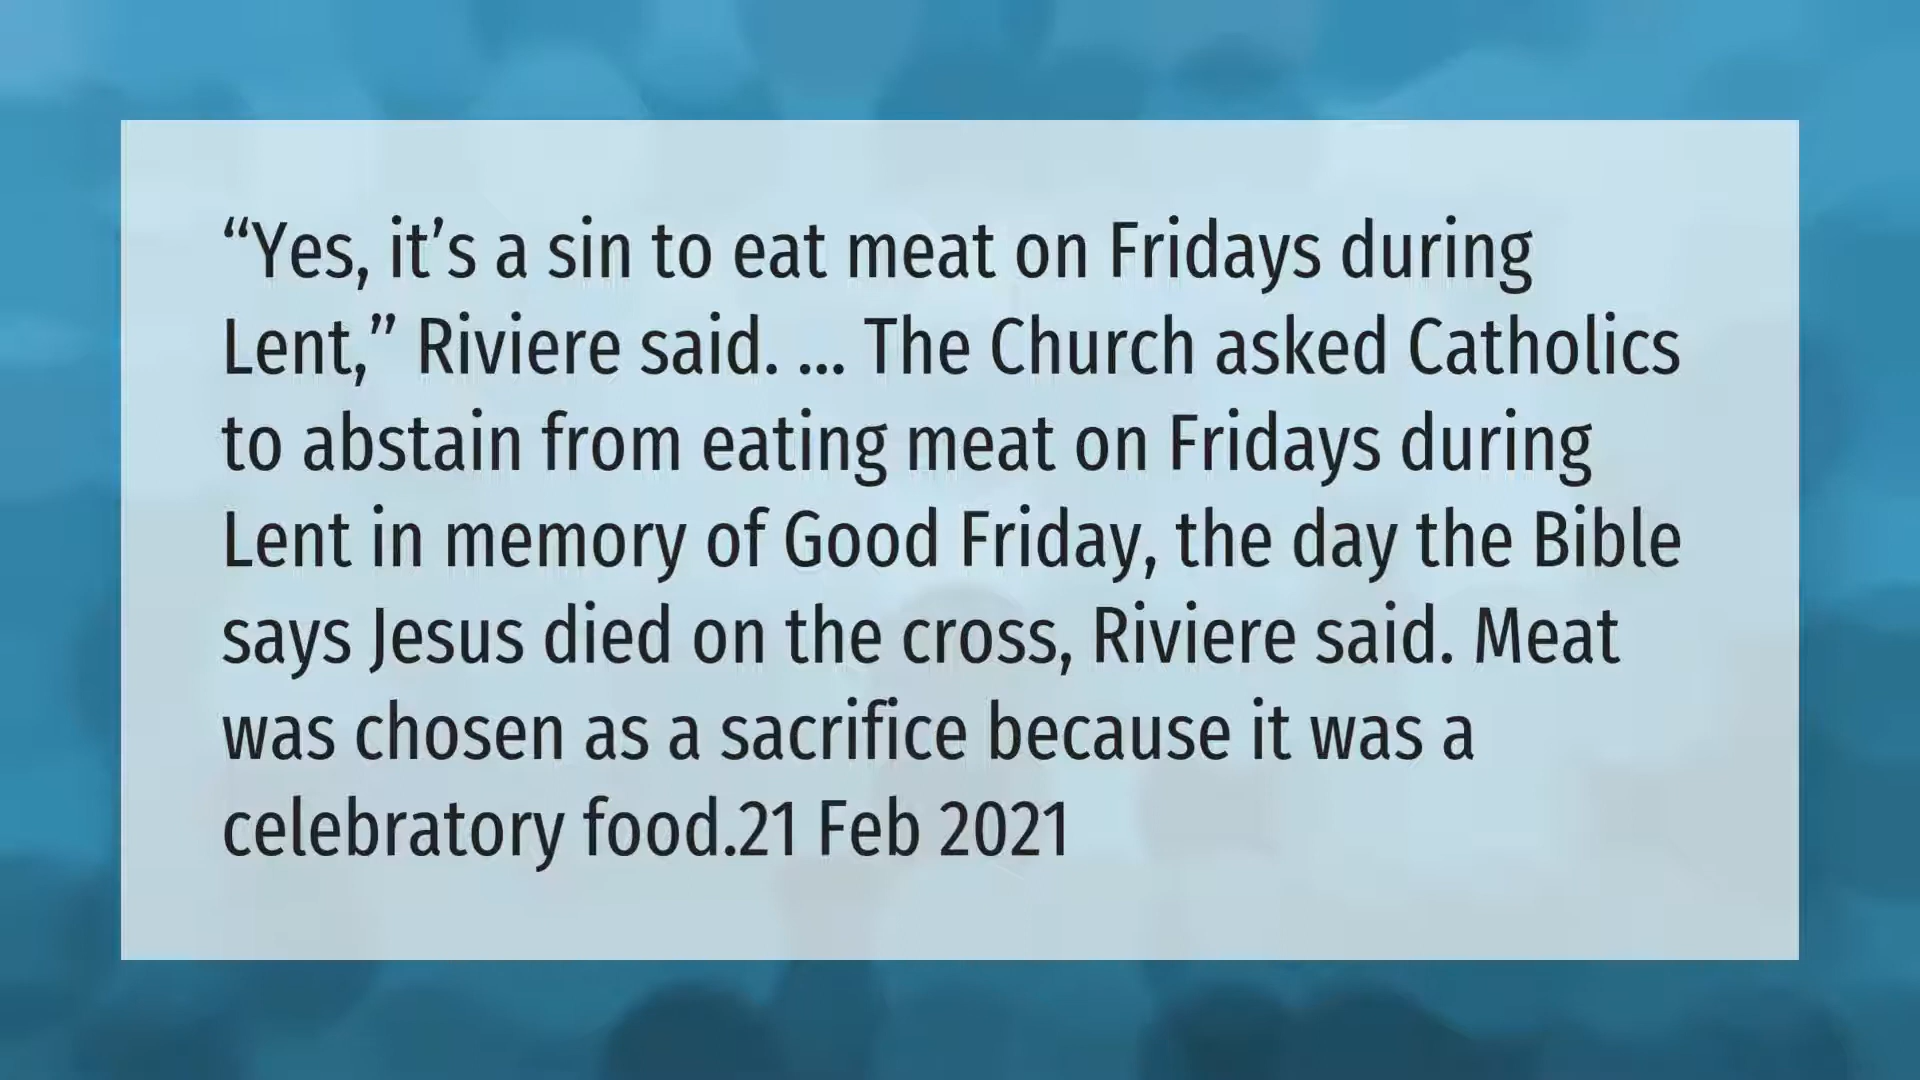 “Yes, it’s a sin to eat meat on Fridays during
Lent,” Riviere said. ... The Church asked Catholics
to abstain from eating meat on Fridays during
Lent in memory of Good Friday, the day the Bible
says Jesus died on the cross, Riviere said. Meat
was chosen as a sacrifice because it was a
celebratory food.21 Feb 2021